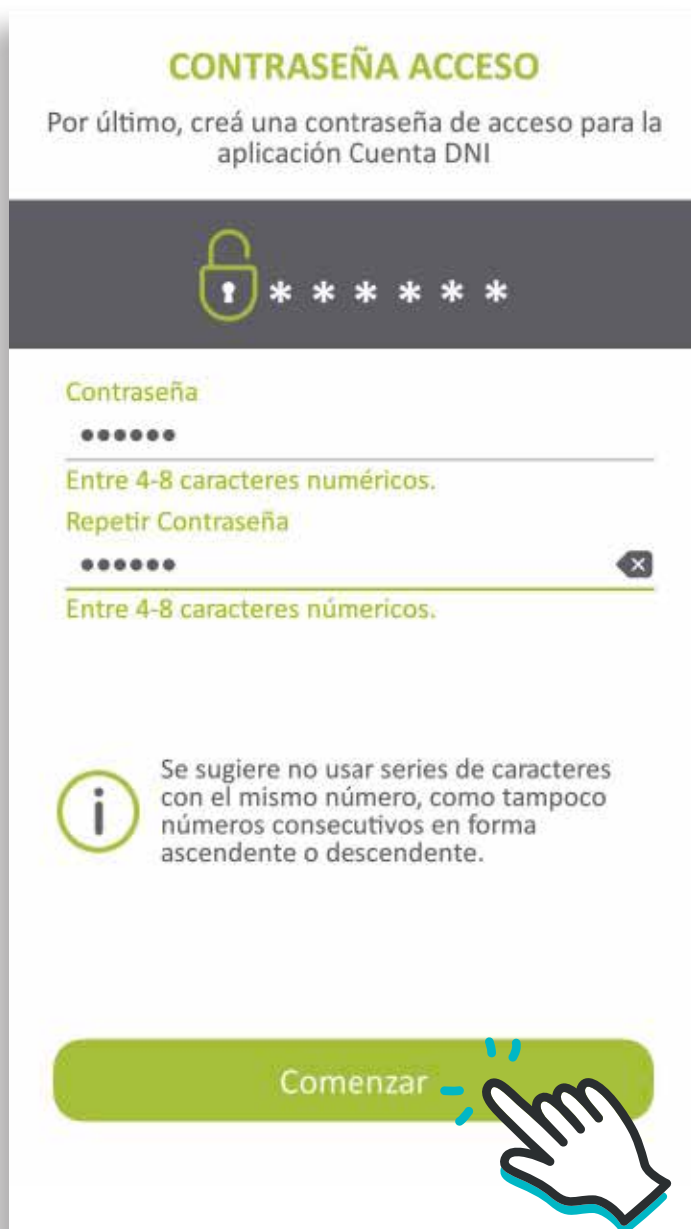 CONTRASEÑA ACCESO
Por último, creá una contraseña de acceso para la
aplicación Cuenta DNI
* * * * * *
Contraseña
••••••
Entre 4-8 caracteres numéricos.
Repetir Contraseña
••••••
Entre 4-8 caracteres númericos.
i
Se sugiere no usar series de caracteres
con el mismo número, como tampoco
números consecutivos en forma
ascendente o descendente.
Comenzar